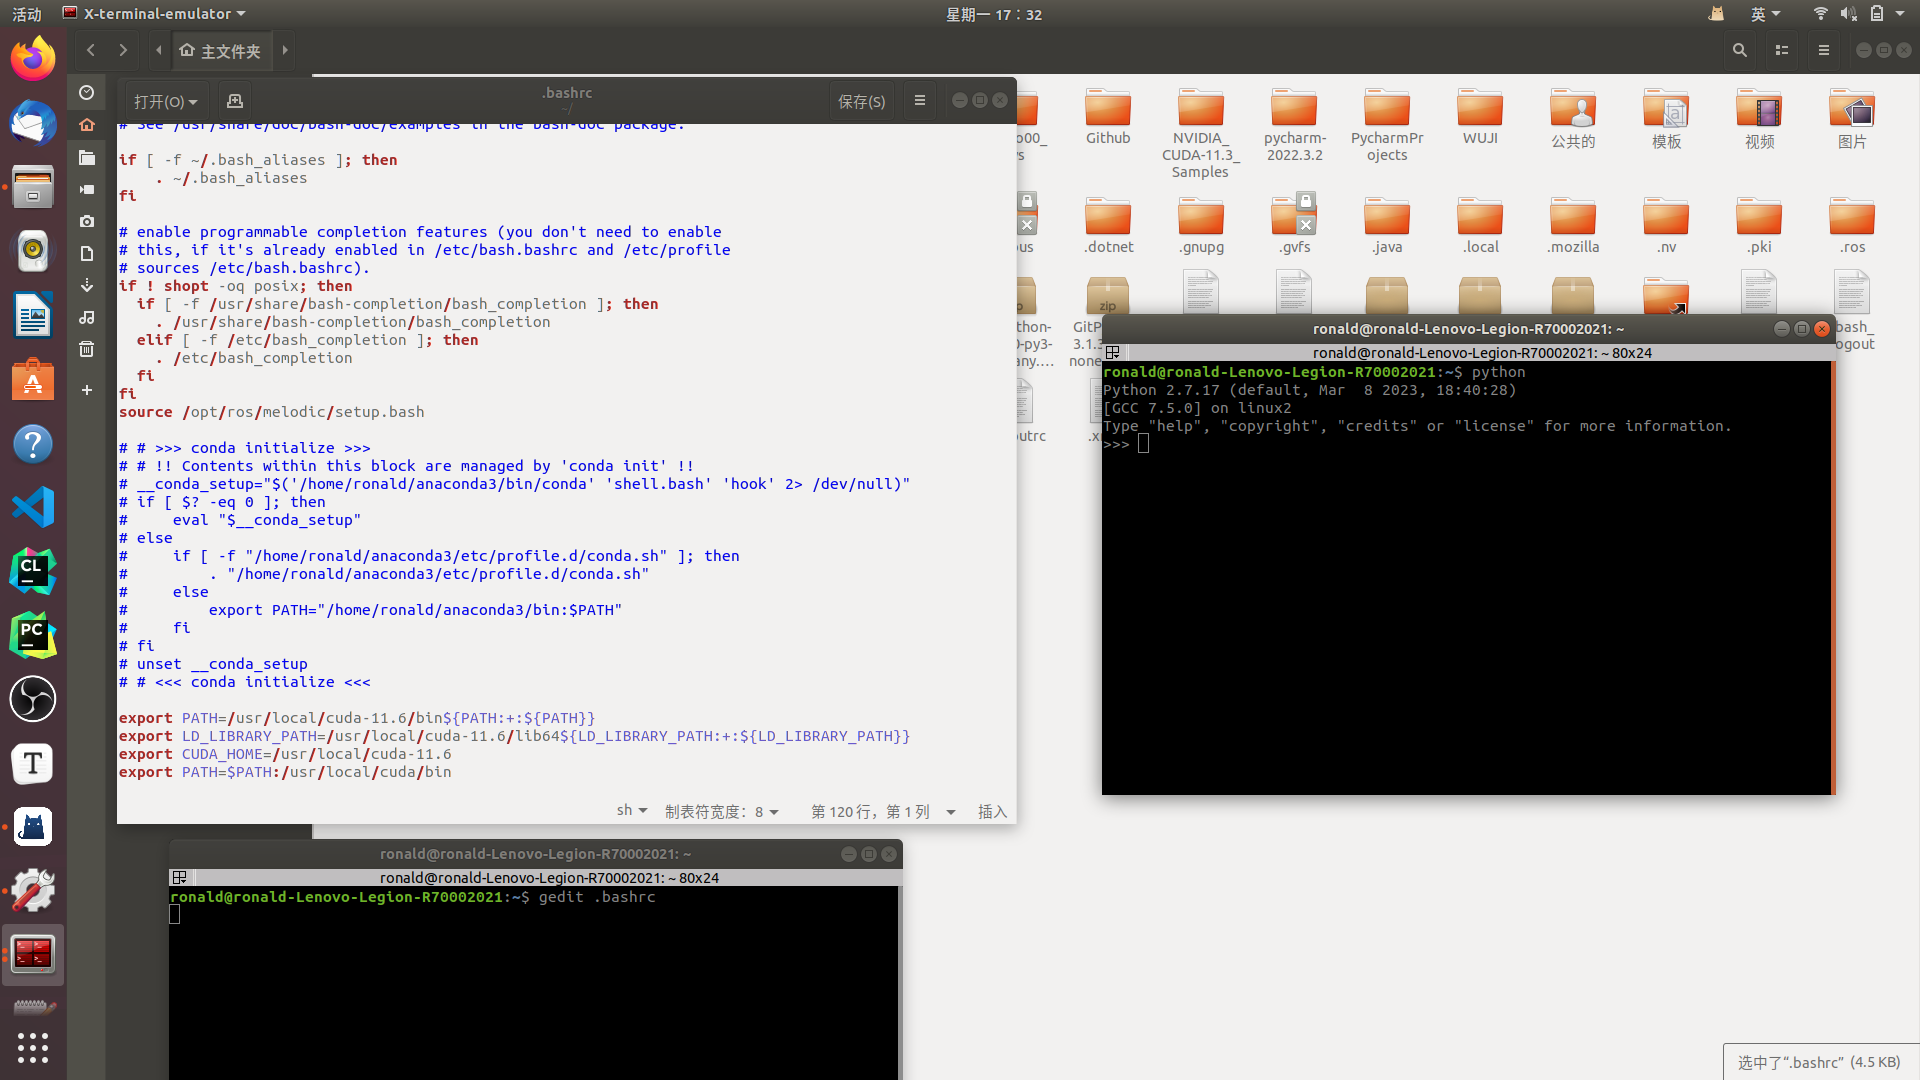 活动
X-terminal-emulator
星期一 17：32
英
主文件夹
打开(O)
.bashrc
~/
保存(S)
# See /usr/share/doc/bash-doc/examples in the bash-doc package.
if [ -f ~/.bash_aliases ]; then
. ~/.bash_aliases
fi
# enable programmable completion features (you don't need to enable
# this, if it's already enabled in /etc/bash.bashrc and /etc/profile
# sources /etc/bash.bashrc).
if ! shopt -oq posix; then
if [ -f /usr/share/bash-completion/bash_completion ]; then
. /usr/share/bash-completion/bash_completion
elif [ -f /etc/bash_completion ]; then
. /etc/bash_completion
fi
fi
source /opt/ros/melodic/setup.bash
# # >>> conda initialize >>>
# # !! Contents within this block are managed by 'conda init' !!
# __conda_setup="$('/home/ronald/anaconda3/bin/conda' 'shell.bash' 'hook' 2> /dev/null)"
# if [ $? -eq 0 ]; then
#     eval "$__conda_setup"
# else
#     if [ -f "/home/ronald/anaconda3/etc/profile.d/conda.sh" ]; then
#         . "/home/ronald/anaconda3/etc/profile.d/conda.sh"
#     else
#         export PATH="/home/ronald/anaconda3/bin:$PATH"
#     fi
# fi
# unset __conda_setup
# # <<< conda initialize <<<
export PATH=/usr/local/cuda-11.6/bin${PATH:+:${PATH}}
export LD_LIBRARY_PATH=/usr/local/cuda-11.6/lib64${LD_LIBRARY_PATH:+:${LD_LIBRARY_PATH}}
export CUDA_HOME=/usr/local/cuda-11.6
export PATH=$PATH:/usr/local/cuda/bin
sh
制表符宽度：8
第 120 行，第 1 列
插入
Github
NVIDIA_
CUDA-11.3_
Samples
pycharm-
2022.3.2
PycharmPr
ojects
WUJI
公共的
模板
视频
图片
.dotnet
.gnupg
.gvfs
.java
.local
.mozilla
.nv
.pki
.ros
zip
ronald@ronald-Lenovo-Legion-R70002021: ~
ronald@ronald-Lenovo-Legion-R70002021: ~ 80x24
ronald@ronald-Lenovo-Legion-R70002021:~$ python
Python 2.7.17 (default, Mar  8 2023, 18:40:28)
[GCC 7.5.0] on linux2
Type "help", "copyright", "credits" or "license" for more information.
>>>
CL
PC
T
ronald@ronald-Lenovo-Legion-R70002021: ~
ronald@ronald-Lenovo-Legion-R70002021: ~ 80x24
ronald@ronald-Lenovo-Legion-R70002021:~$ gedit .bashrc
选中了“.bashrc” (4.5 KB)